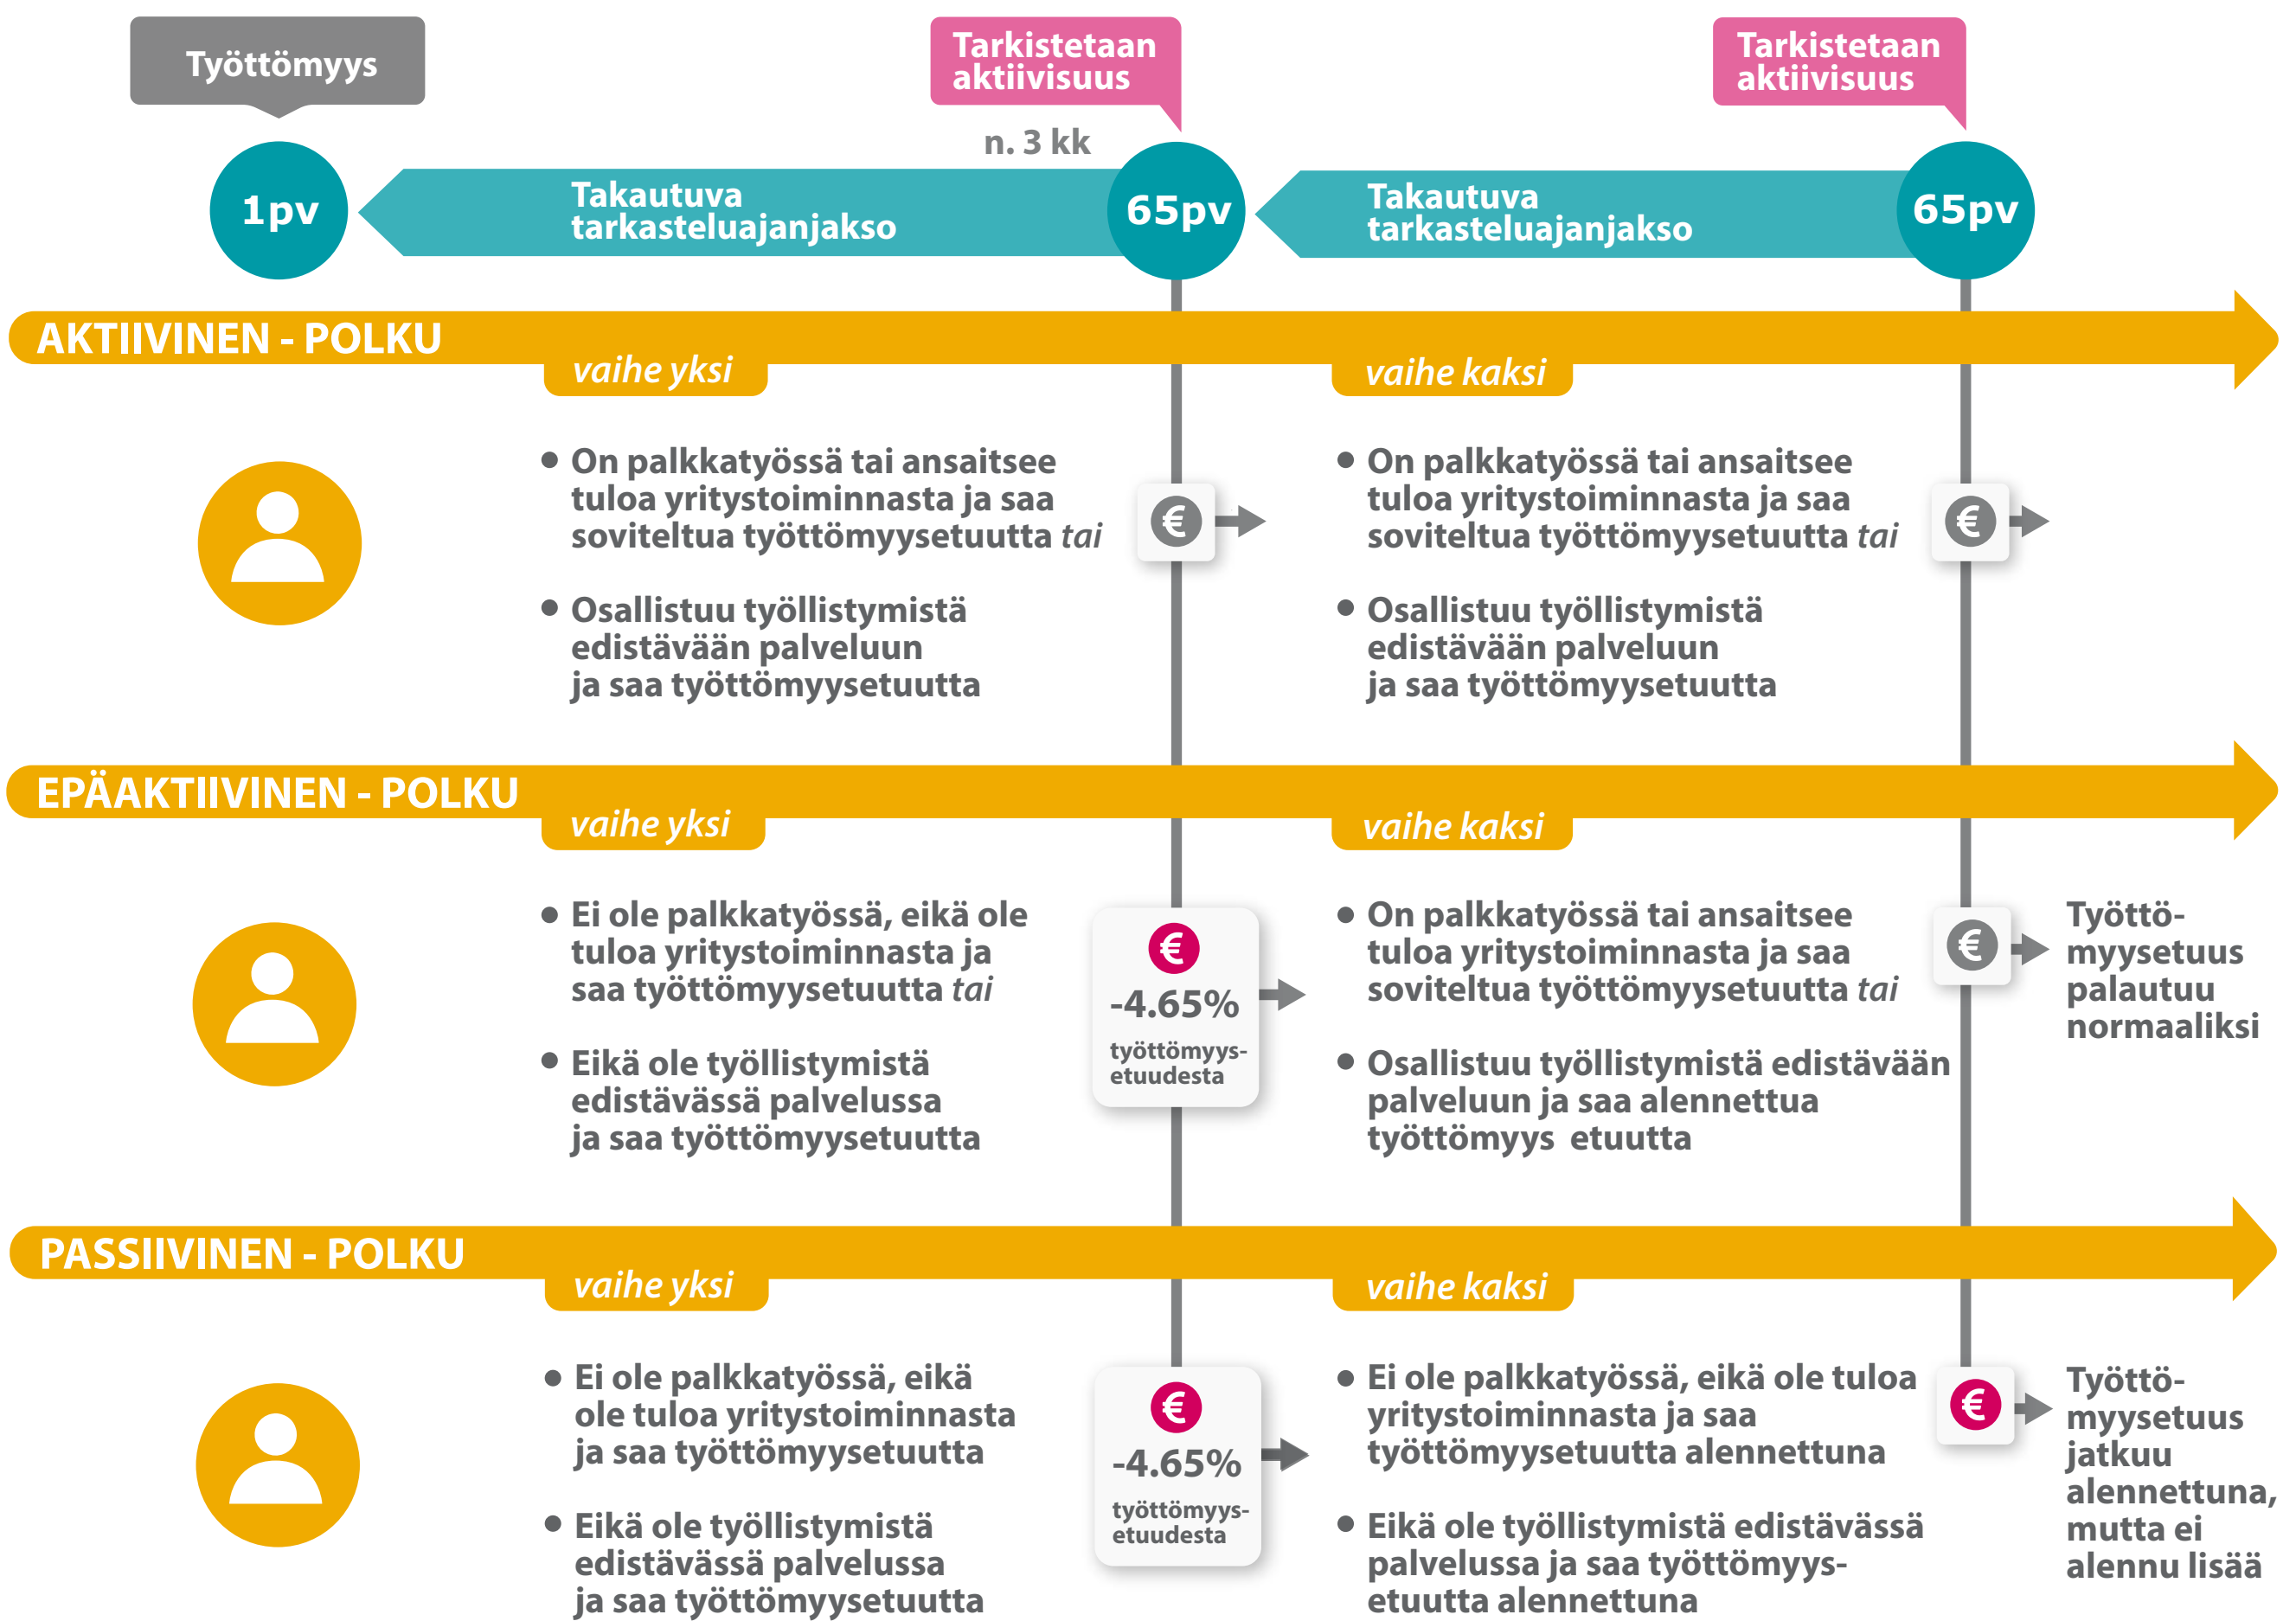 Työttömyys
Tarkistetaan
aktiivisuus
Tarkistetaan
aktiivisuus
n. 3 kk
1pv
Takautuva
tarkasteluajanjakso
65pv
Takautuva
tarkasteluajanjakso
65pv
AKTIIVINEN - POLKU
vaihe yksi
vaihe kaksi
• On palkkatyössä tai ansaitsee
tuloa yritystoiminnasta ja saa
soviteltua työttömyysetuutta tai
• Osallistuu työllistymistä
edistävään palveluun
ja saa työttömyysetuutta
€
• On palkkatyössä tai ansaitsee
tuloa yritystoiminnasta ja saa
soviteltua työttömyysetuutta tai
• Osallistuu työllistymistä
edistävään palveluun
ja saa työttömyysetuutta
€
EPÄAKTIIVINEN - POLKU
vaihe yksi
vaihe kaksi
• Ei ole palkkatyössä, eikä ole
tuloa yritystoiminnasta ja
saa työttömyysetuutta tai
• Eikä ole työllistymistä
edistävässä palvelussa
ja saa työttömyysetuutta
€
-4.65%
työttömyys-
etuudesta
• On palkkatyössä tai ansaitsee
tuloa yritystoiminnasta ja saa
soviteltua työttömyysetuutta tai
• Osallistuu työllistymistä edistävään
palveluun ja saa alennettua
työttömyys etuutta
€
Työttö-
myysetuus
palautuu
normaaliksi
PASSIIVINEN - POLKU
vaihe yksi
vaihe kaksi
• Ei ole palkkatyössä, eikä
ole tuloa yritystoiminnasta
ja saa työttömyysetuutta
• Eikä ole työllistymistä
edistävässä palvelussa
ja saa työttömyysetuutta
€
-4.65%
työttömyys-
etuudesta
• Ei ole palkkatyössä, eikä ole tuloa
yritystoiminnasta ja saa
työttömyysetuutta alennettuna
• Eikä ole työllistymistä edistävässä
palvelussa ja saa työttömyys-
etuutta alennettuna
€
Työttö-
myysetuus
jatkuu
alennettuna,
mutta ei
alennu lisää